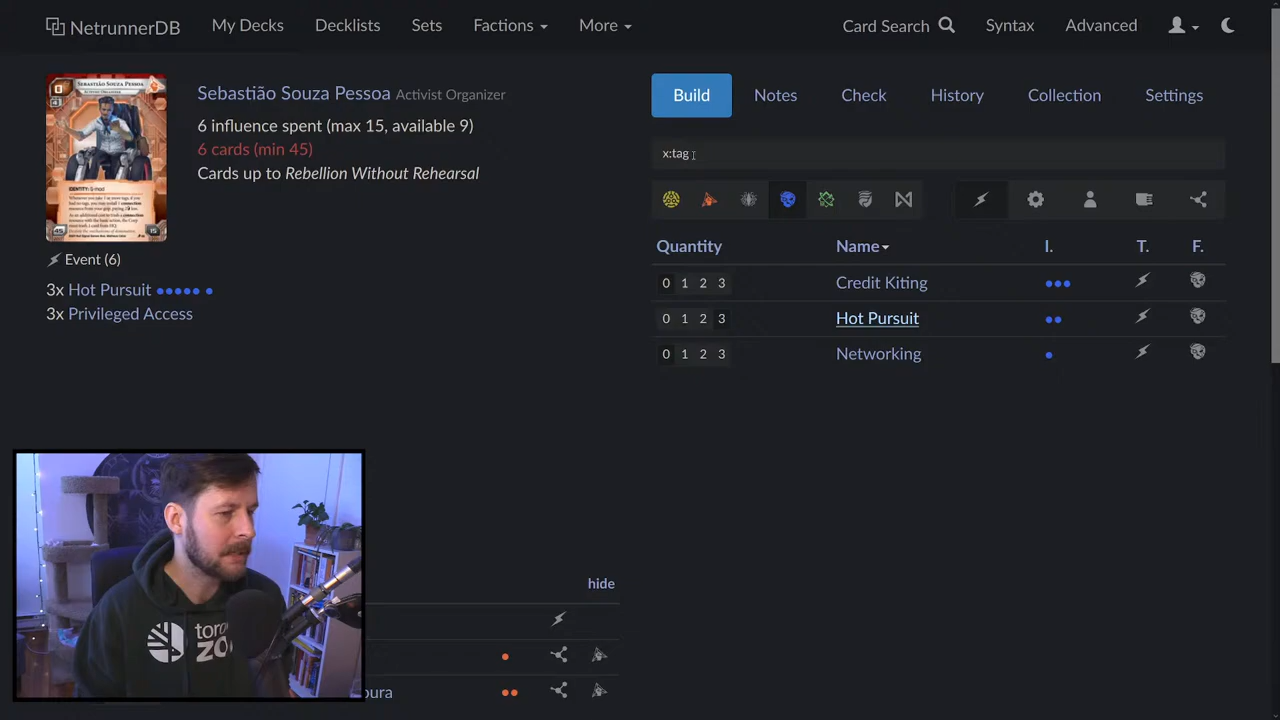 NetrunnerDB My Decks Decklists Sets Factions More Card Search Syntax Advanced
Sebastião Souza Pessoa Activist Organizer
6 influence spent (max 15, available 9)
6 cards (min 45)
Cards up to Rebellion Without Rehearsal
Event (6)
3x Hot Pursuit
3x Privileged Access
hide
Build Notes Check History Collection Settings
x:tag
Quantity Name I. T. F.
0 1 2 3 Credit Kiting
0 1 2 3 Hot Pursuit
0 1 2 3 Networking